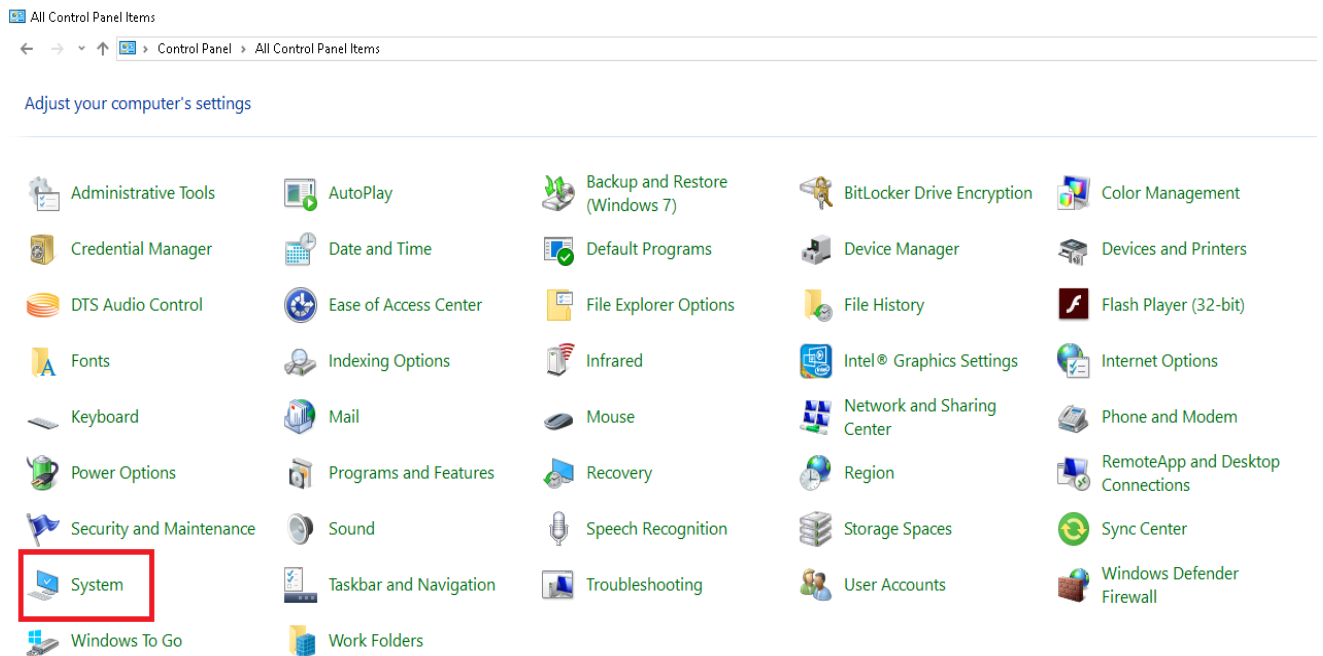 All Control Panel Items
Control Panel > All Control Panel Items
Adjust your computer's settings
Administrative Tools
AutoPlay
Backup and Restore
(Windows 7)
BitLocker Drive Encryption
Color Management
Credential Manager
Date and Time
Default Programs
Device Manager
Devices and Printers
DTS Audio Control
Ease of Access Center
File Explorer Options
File History
Flash Player (32-bit)
Fonts
Indexing Options
Infrared
Intel® Graphics Settings
Internet Options
Keyboard
Mail
Mouse
Network and Sharing
Center
Phone and Modem
Power Options
Programs and Features
Recovery
Region
RemoteApp and Desktop
Connections
Security and Maintenance
Sound
Speech Recognition
Storage Spaces
Sync Center
System
Taskbar and Navigation
Troubleshooting
User Accounts
Windows Defender
Firewall
Windows To Go
Work Folders